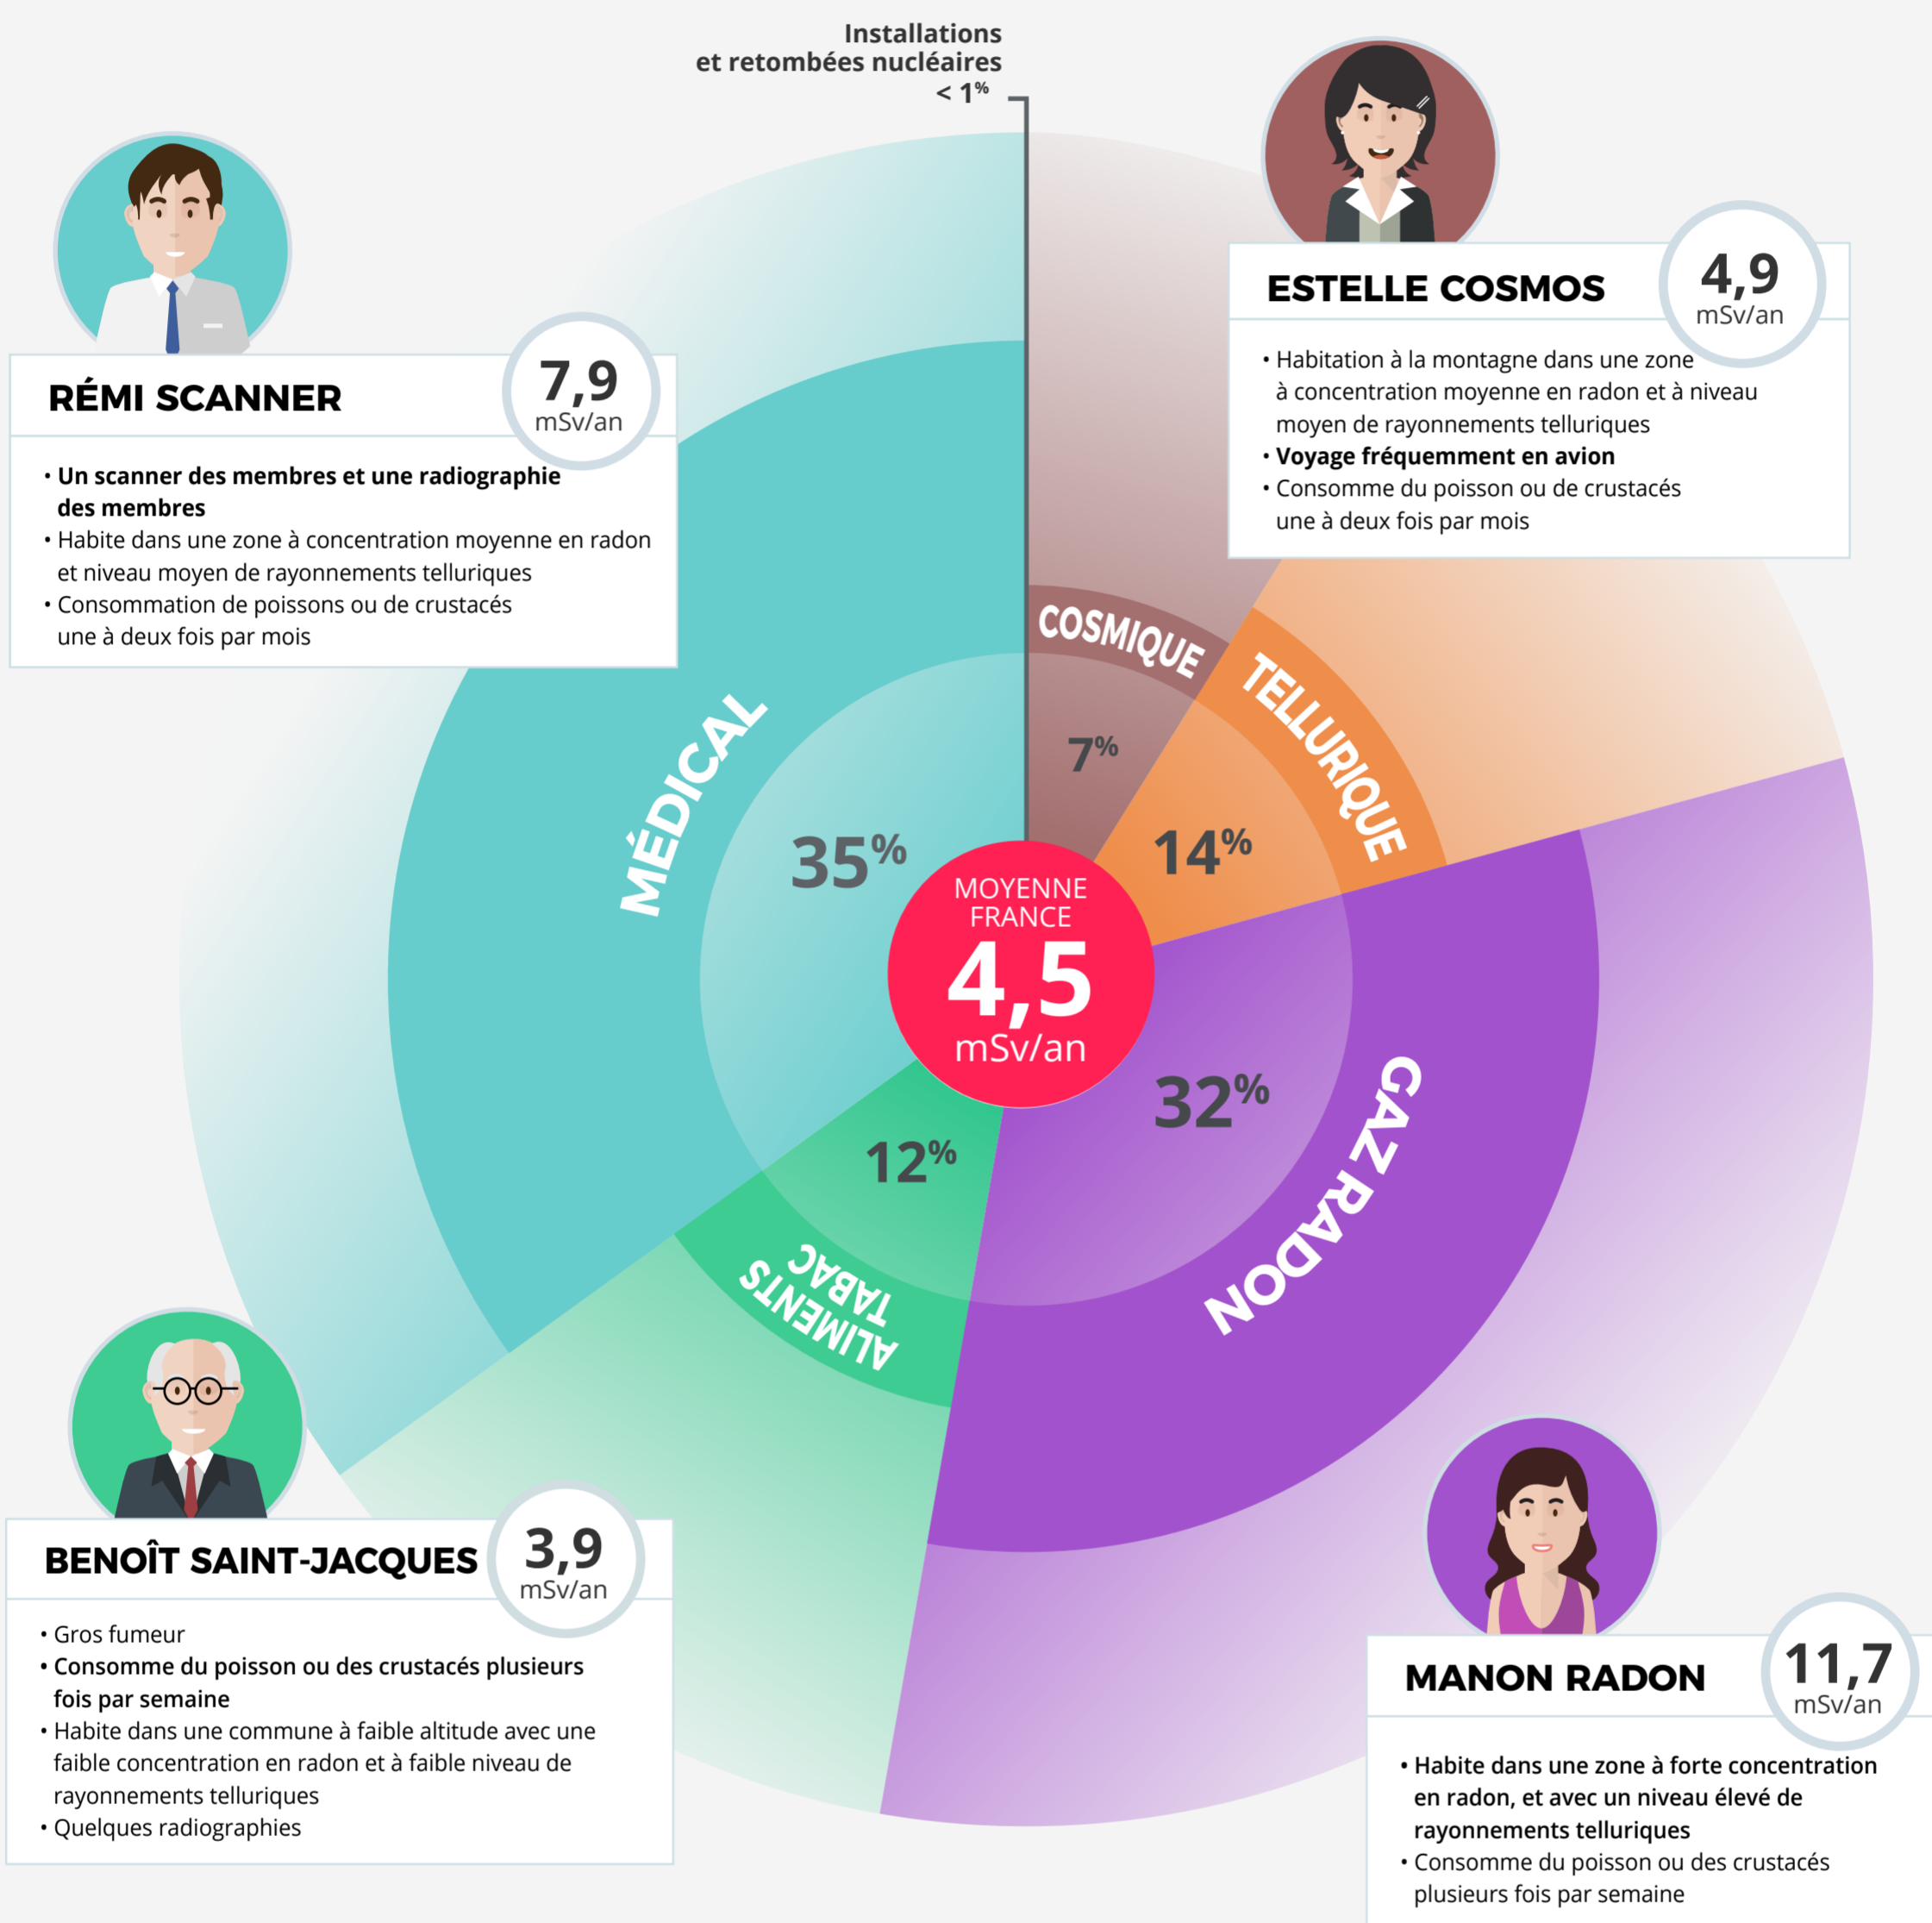 Installations
et retombées nucléaires
< 1%
RÉMI SCANNER
7,9
mSv/an
• Un scanner des membres et une radiographie
des membres
• Habite dans une zone à concentration moyenne en radon
et niveau moyen de rayonnements telluriques
• Consommation de poissons ou de crustacés
une à deux fois par mois
ESTELLE COSMOS
4,9
mSv/an
• Habitation à la montagne dans une zone
à concentration moyenne en radon et à niveau
moyen de rayonnements telluriques
• Voyage fréquemment en avion
• Consomme du poisson ou de crustacés
une à deux fois par mois
COSMIQUE
7%
TELLURIQUE
14%
MÉDICAL
35%
MOYENNE
FRANCE
4,5
mSv/an
GAZ RADON
32%
12%
ALIMENTS
TABAC
BENOÎT SAINT-JACQUES
3,9
mSv/an
• Gros fumeur
• Consomme du poisson ou des crustacés plusieurs
fois par semaine
• Habite dans une commune à faible altitude avec une
faible concentration en radon et à faible niveau de
rayonnements telluriques
• Quelques radiographies
MANON RADON
11,7
mSv/an
• Habite dans une zone à forte concentration
en radon, et avec un niveau élevé de
rayonnements telluriques
• Consomme du poisson ou des crustacés
plusieurs fois par semaine